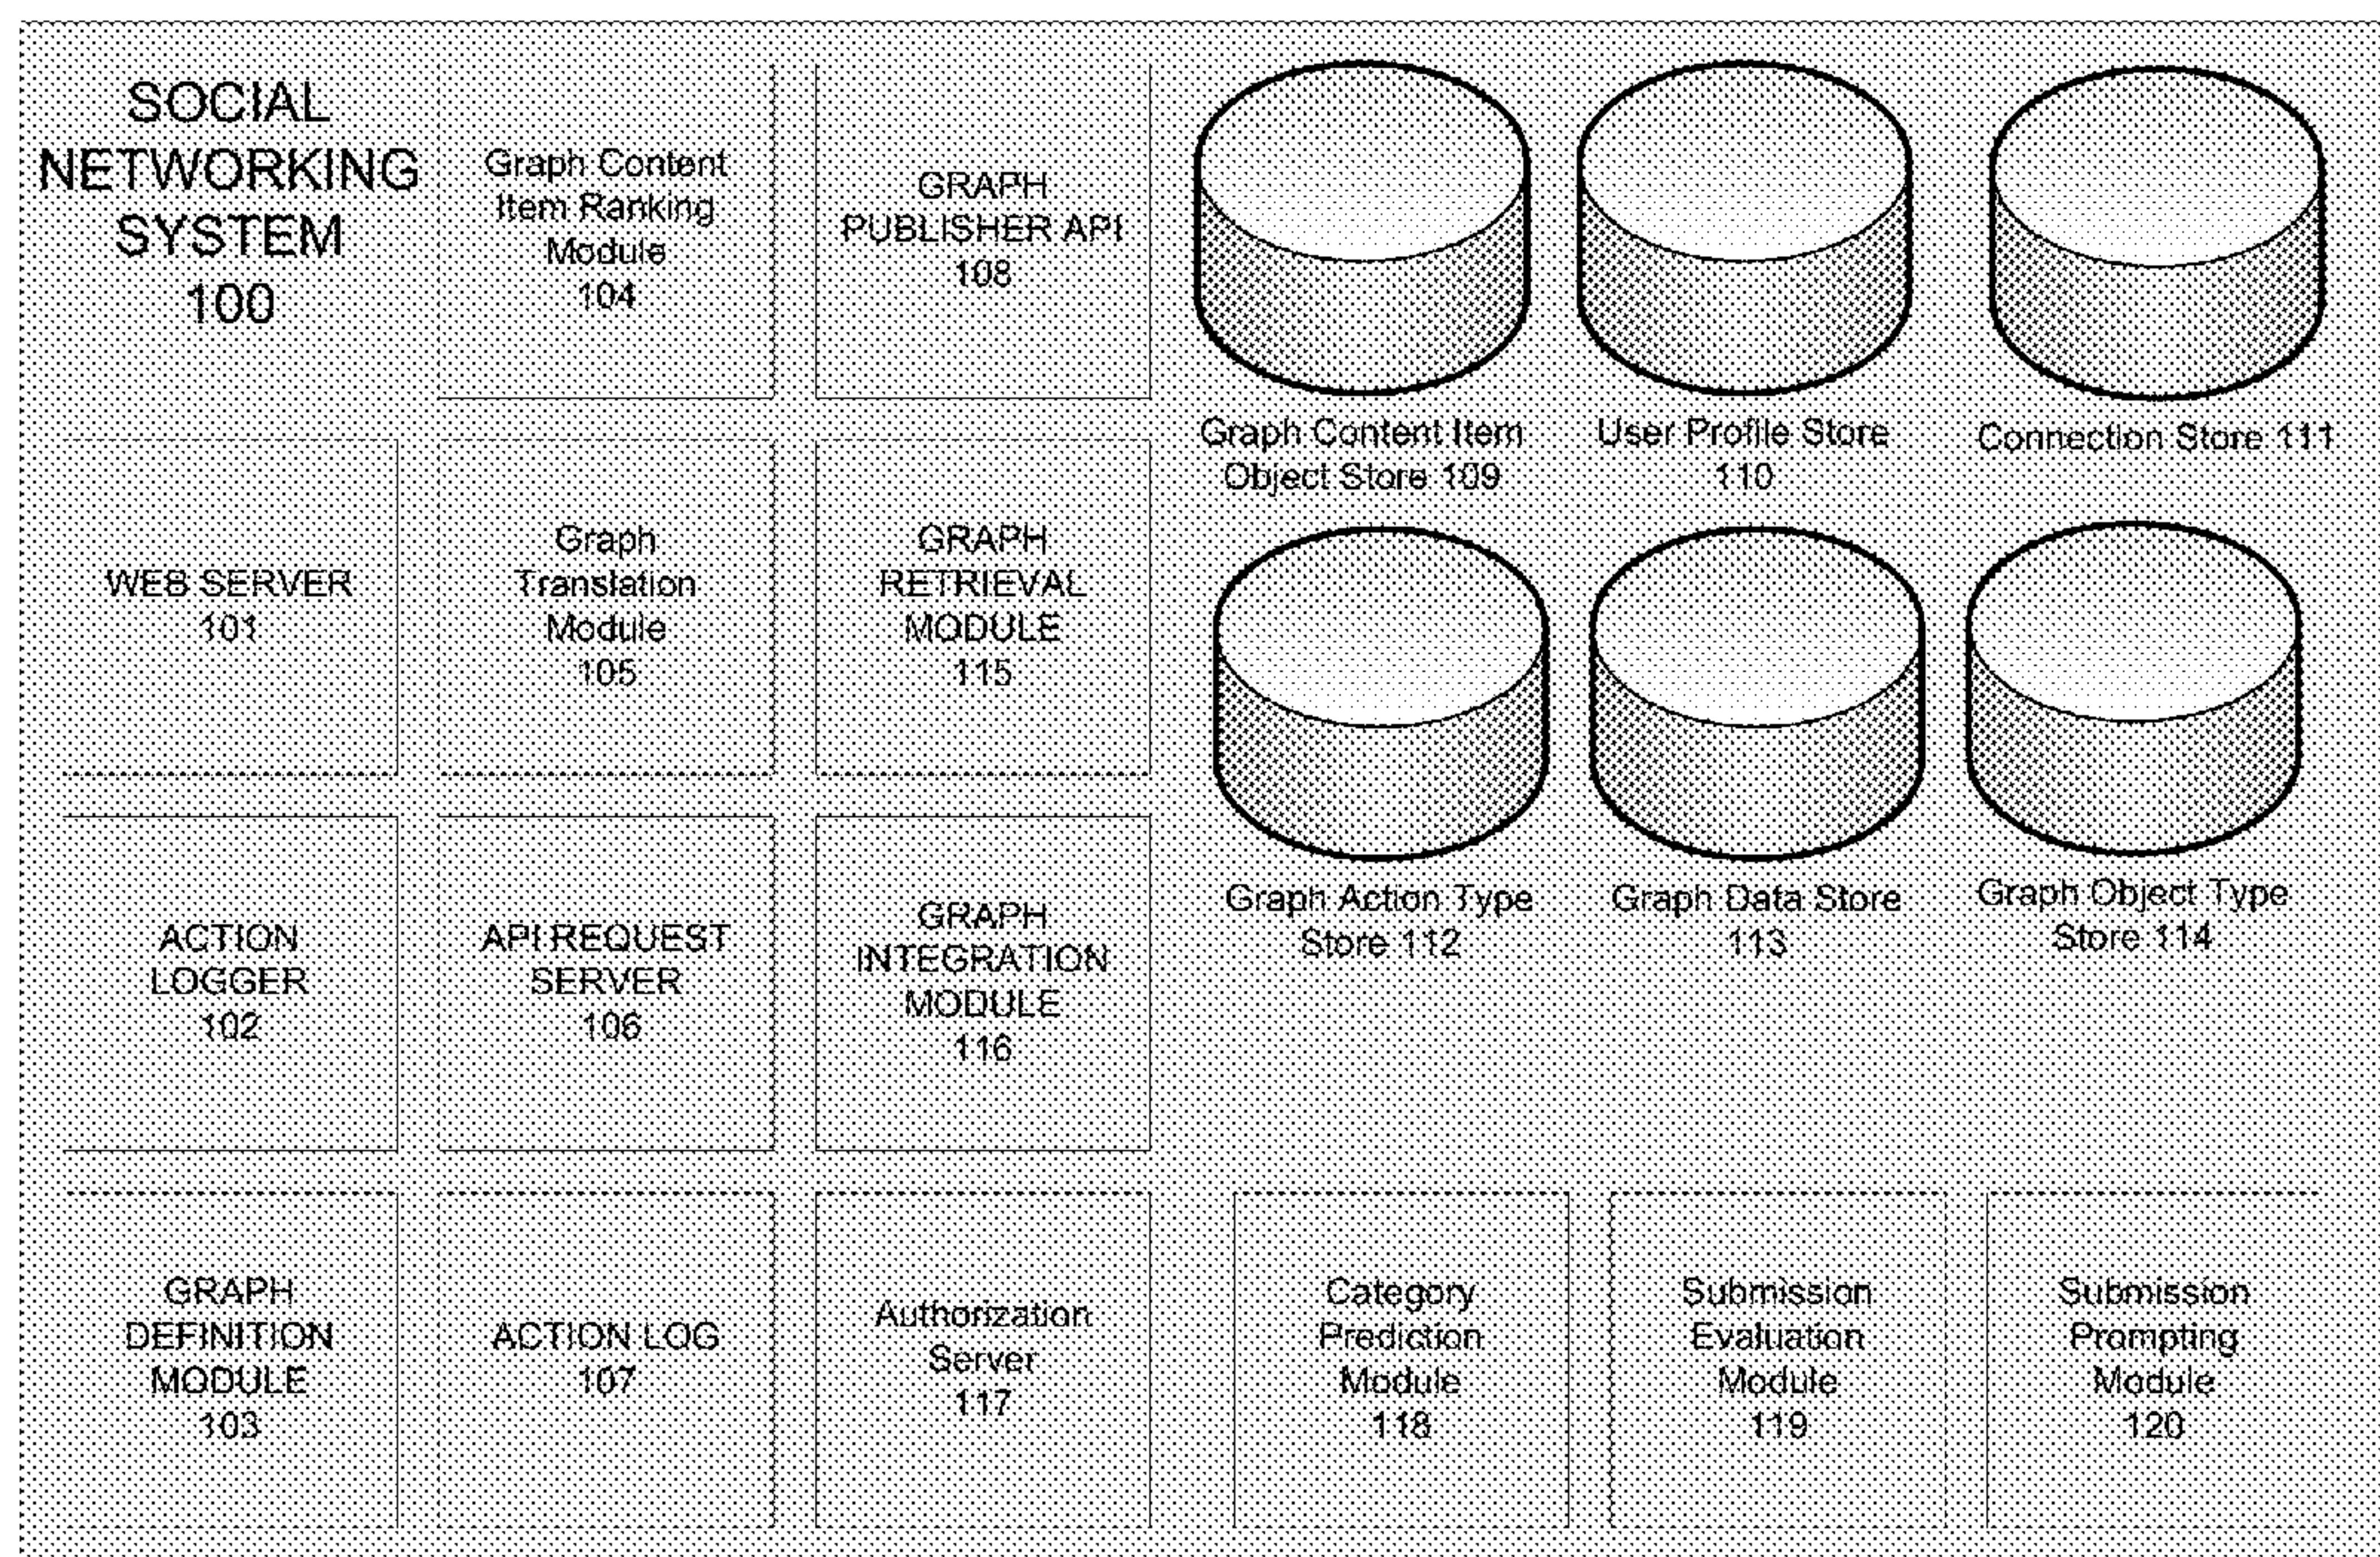 SOCIAL
NETWORKING
SYSTEM
100
Graph Content
Item Ranking
Module
104
GRAPH
PUBLISHER API
108
Graph Content Item
Object Store 109
User Profile Store
110
Connection Store 111
WEB SERVER
101
Graph
Translation
Module
105
GRAPH
RETRIEVAL
MODULE
115
Graph Action Type
Store 112
Graph Data Store
113
Graph Object Type
Store 114
ACTION
LOGGER
102
API REQUEST
SERVER
106
GRAPH
INTEGRATION
MODULE
116
GRAPH
DEFINITION
MODULE
103
ACTION LOG
107
Authorization
Server
117
Category
Prediction
Module
118
Submission
Evaluation
Module
119
Submission
Prompting
Module
120